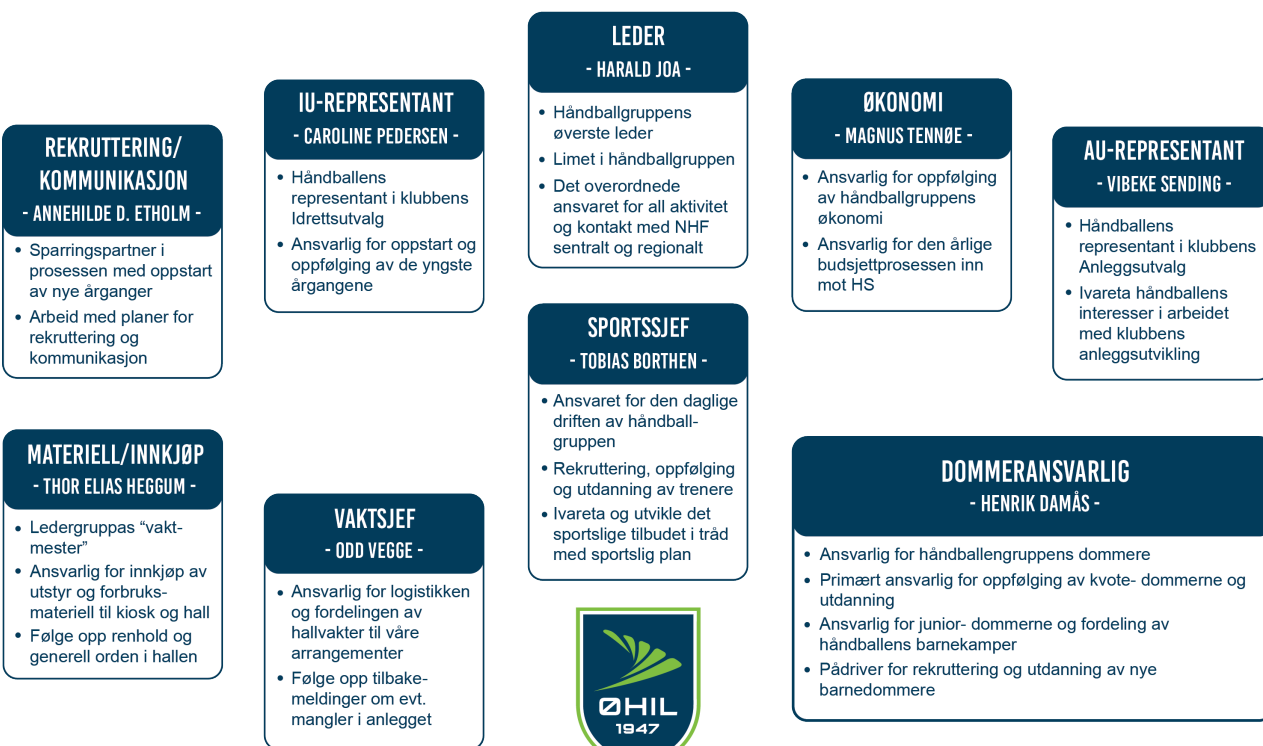 LEDER
- HARALD JOA -
• Håndballgruppens
øverste leder
• Limet i håndballgruppen
• Det overordnede
ansvaret for all aktivitet
og kontakt med NHF
sentralt og regionalt
IU-REPRESENTANT
- CAROLINE PEDERSEN -
• Håndballens
representant i klubbens
Idrettsutvalg
• Ansvarlig for oppstart og
oppfølging av de yngste
årgangene
ØKONOMI
- MAGNUS TENNØE -
• Ansvarlig for oppfølging
av håndballgruppens
økonomi
• Ansvarlig for den årlige
budsjettprosessen inn
mot HS
REKRUTTERING/
KOMMUNIKASJON
- ANNEHILDE D. ETHOLM -
• Sparringspartner i
prosessen med oppstart
av nye årganger
• Arbeid med planer for
rekruttering og
kommunikasjon
AU-REPRESENTANT
- VIBEKE SENDING -
• Håndballens
representant i klubbens
Anleggsutvalg
• Ivareta håndballens
interesser i arbeidet
med klubbens
anleggsutvikling
SPORTSSJEF
- TOBIAS BORTHEN -
• Ansvaret for den daglige
driften av håndball-
gruppen
• Rekruttering, oppfølging
og utdanning av trenere
• Ivareta og utvikle det
sportslige tilbudet i tråd
med sportslig plan
MATERIELL/INNKJØP
- THOR ELIAS HEGGUM -
• Ledergruppas “vakt-
mester”
• Ansvarlig for innkjøp av
utstyr og forbruks-
materiell til kiosk og hall
• Følge opp renhold og
generell orden i hallen
VAKTSJEF
- ODD VEGGE -
• Ansvarlig for logistikken
og fordelingen av
hallvakter til våre
arrangementer
• Følge opp tilbake-
meldinger om evt.
mangler i anlegget
DOMMERANSVARLIG
- HENRIK DAMÅS -
• Ansvarlig for håndballengruppens dommere
• Primært ansvarlig for oppfølging av kvote- dommerne og
utdanning
• Ansvarlig for junior- dommerne og fordeling av
håndballens barnekamper
• Pådriver for rekruttering og utdanning av nye
barnedommere
ØHIL
1947